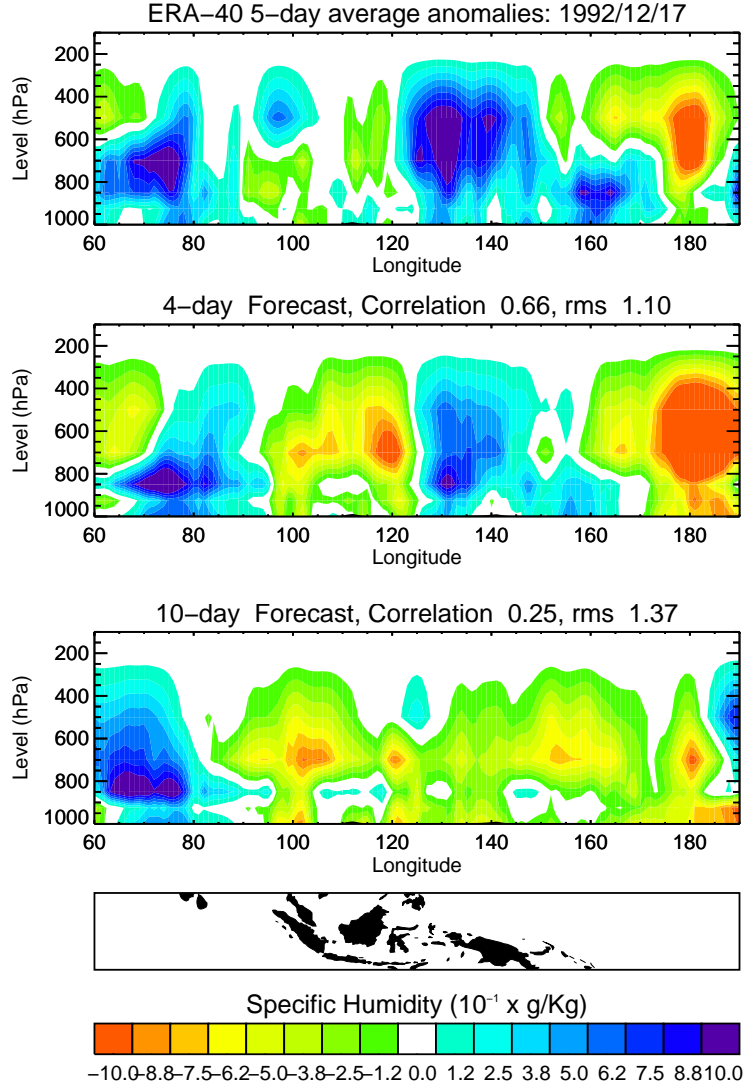 ERA−40 5−day average anomalies: 1992/12/17
Level (hPa)
200
400
600
800
1000
60 80 100 120 140 160 180
Longitude
4−day Forecast, Correlation 0.66, rms 1.10
Level (hPa)
200
400
600
800
1000
60 80 100 120 140 160 180
Longitude
10−day Forecast, Correlation 0.25, rms 1.37
Level (hPa)
200
400
600
800
1000
60 80 100 120 140 160 180
Longitude
Specific Humidity (10⁻¹ x g/Kg)
−10.0 −8.8 −7.5 −6.2 −5.0 −3.8 −2.5 −1.2 0.0 1.2 2.5 3.8 5.0 6.2 7.5 8.8 10.0